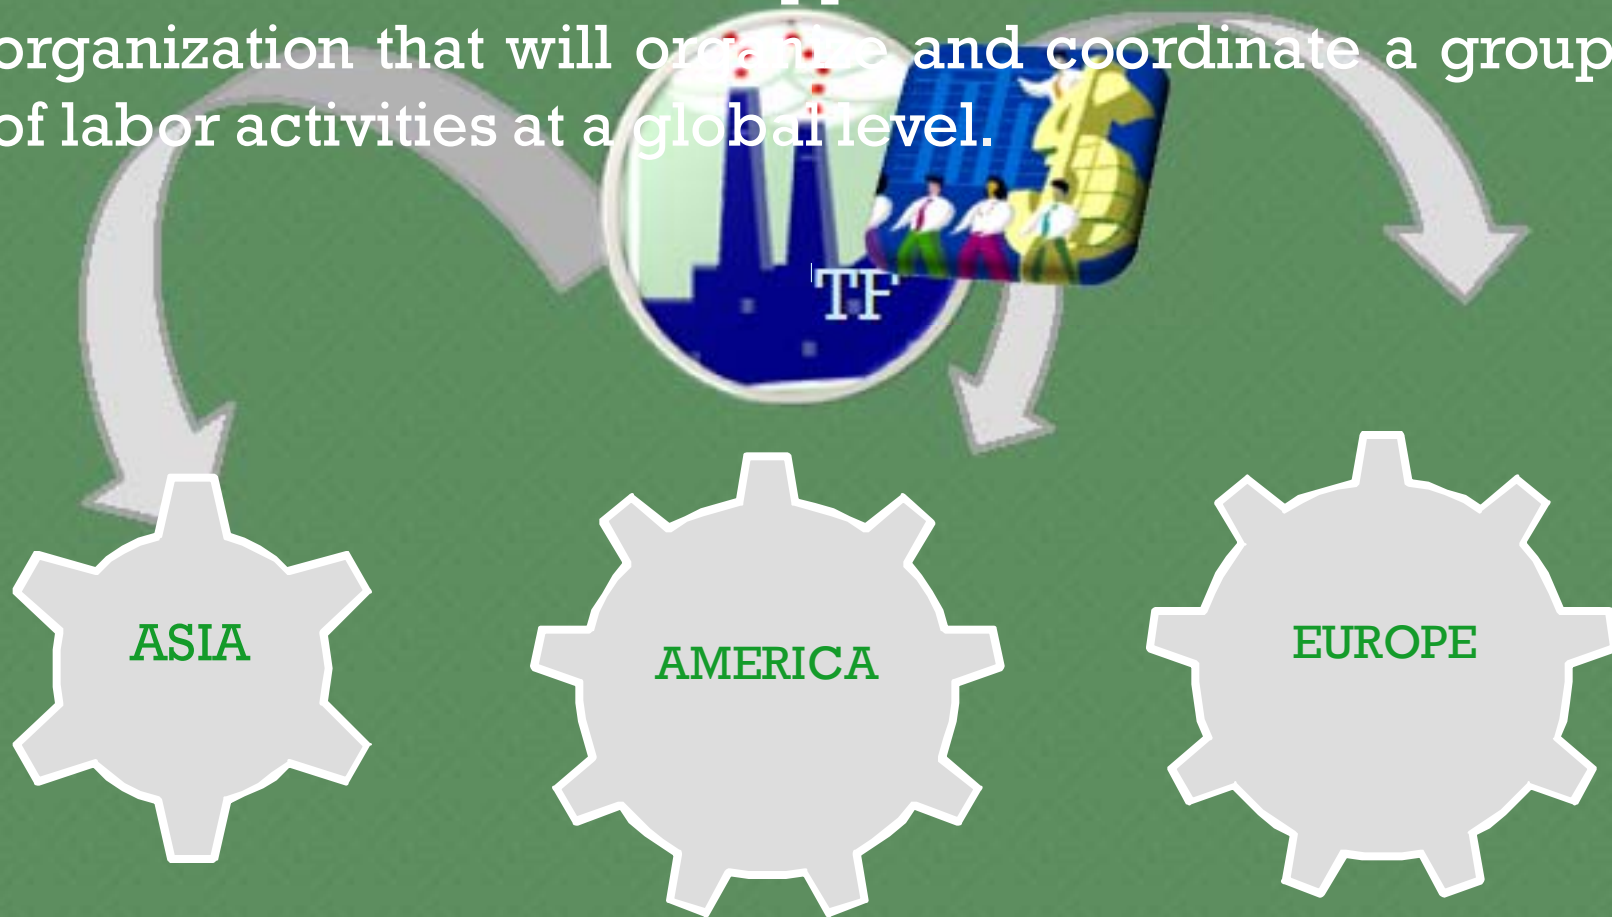 organization that will organize and coordinate a group
of labor activities at a global level.
TF
ASIA
AMERICA
EUROPE